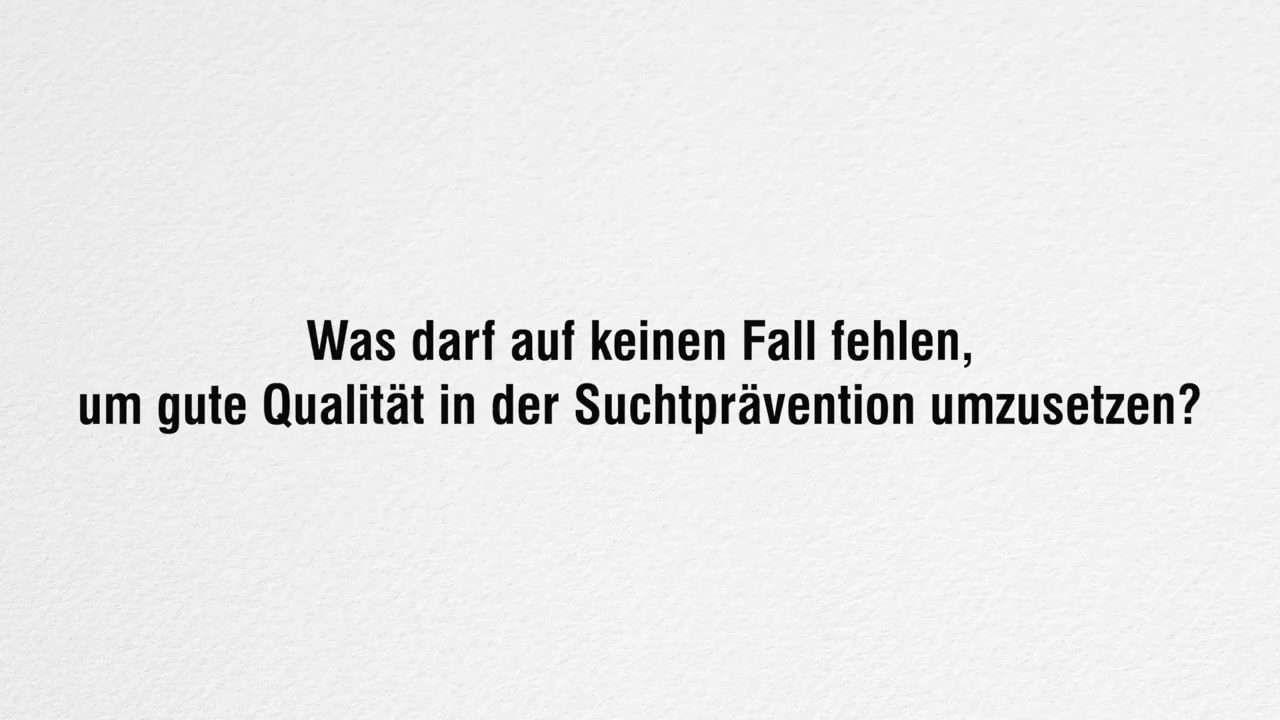 Was darf auf keinen Fall fehlen,
um gute Qualität in der Suchtprävention umzusetzen?